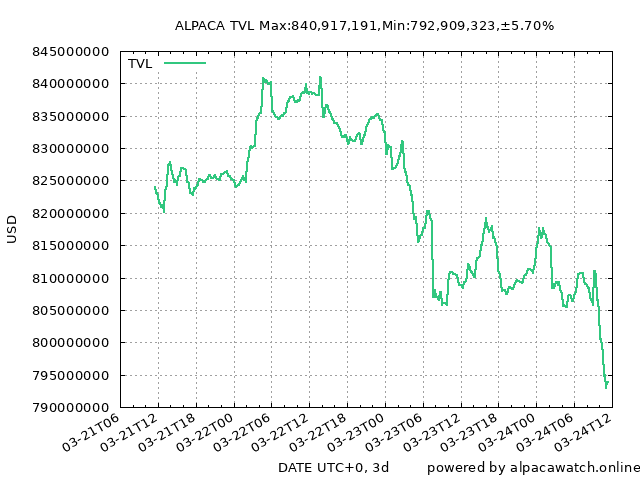 ALPACA TVL Max:840,917,191,Min:792,909,323,±5.70%
845000000
TVL
840000000
835000000
830000000
825000000
820000000
815000000
810000000
805000000
800000000
795000000
790000000
USD
03-21T06
03-21T12
03-21T18
03-22T00
03-22T06
03-22T12
03-22T18
03-23T00
03-23T06
03-23T12
03-23T18
03-24T00
03-24T06
03-24T12
DATE UTC+0, 3d
powered by alpacawatch.online